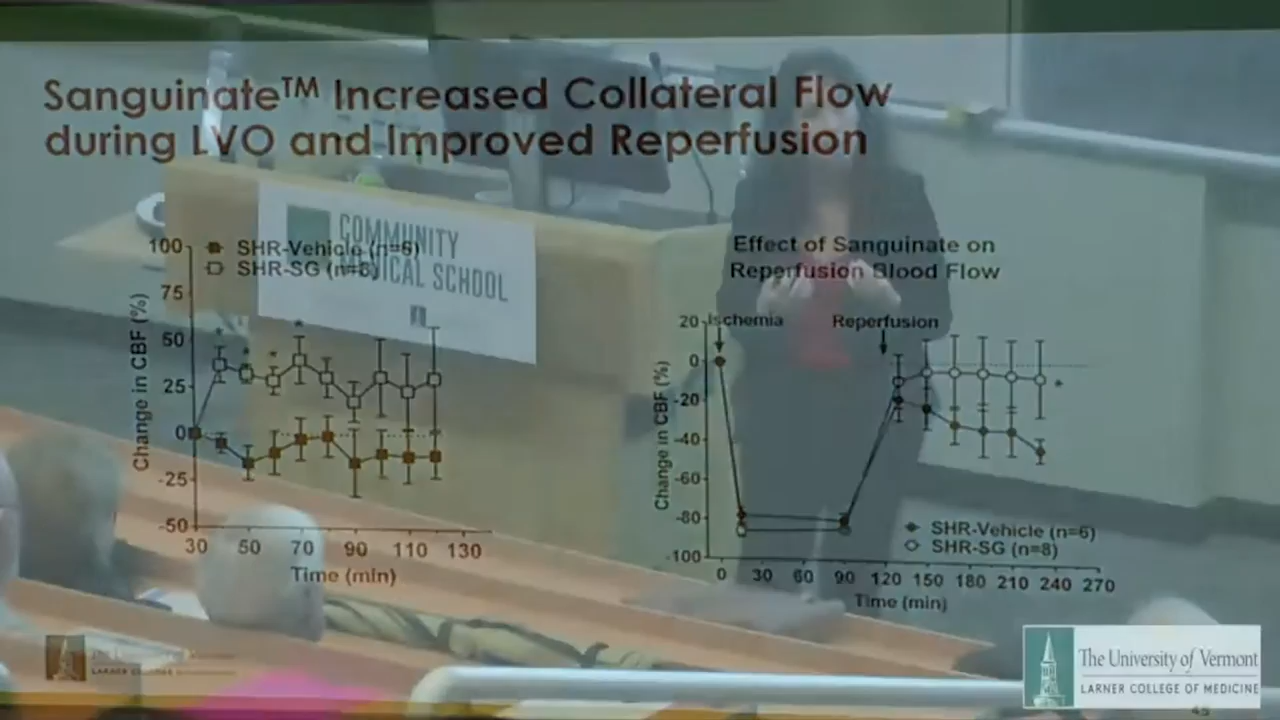 Sanguinate™ Increased Collateral Flow
during LVO and Improved Reperfusion
COMMUNITY
MEDICAL SCHOOL
SHR-Vehicle (n=6)
SHR-SG (n=8)
Change in CBF (%)
100
75
50
25
0
-25
-50
30 50 70 90 110 130
Time (min)
Effect of Sanguinate on
Reperfusion Blood Flow
Ischemia
Reperfusion
Change in CBF (%)
20
0
-20
-40
-60
-80
-100
SHR-Vehicle (n=6)
SHR-SG (n=8)
0 30 60 90 120 150 180 210 240 270
Time (min)
LARNER COLLEGE
The University of Vermont
LARNER COLLEGE OF MEDICINE